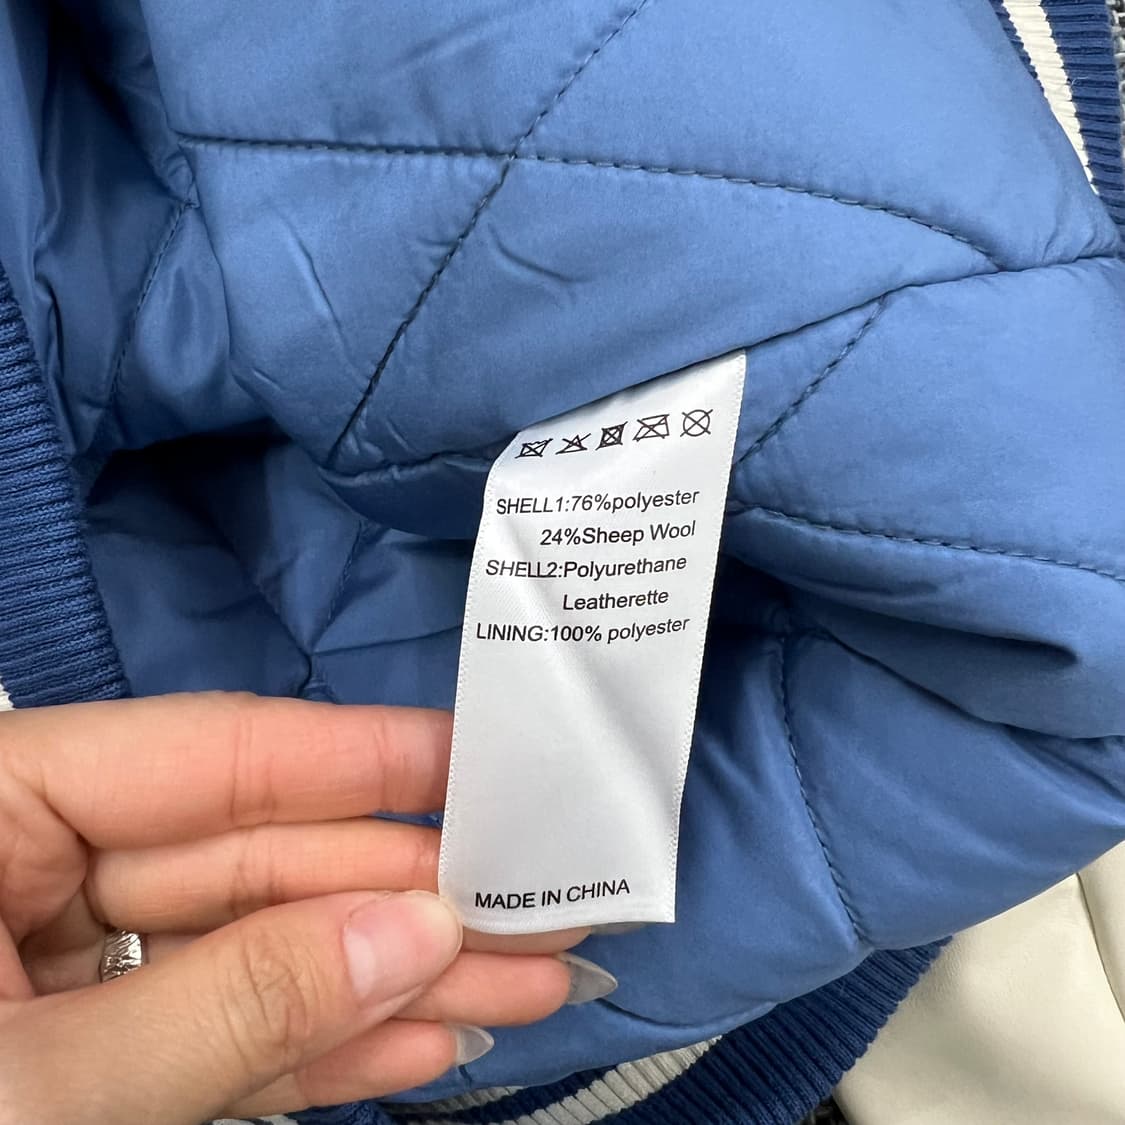 SHELL1:76%polyester
24%Sheep Wool
SHELL2:Polyurethane
Leatherette
LINING:100% polyester
MADE IN CHINA